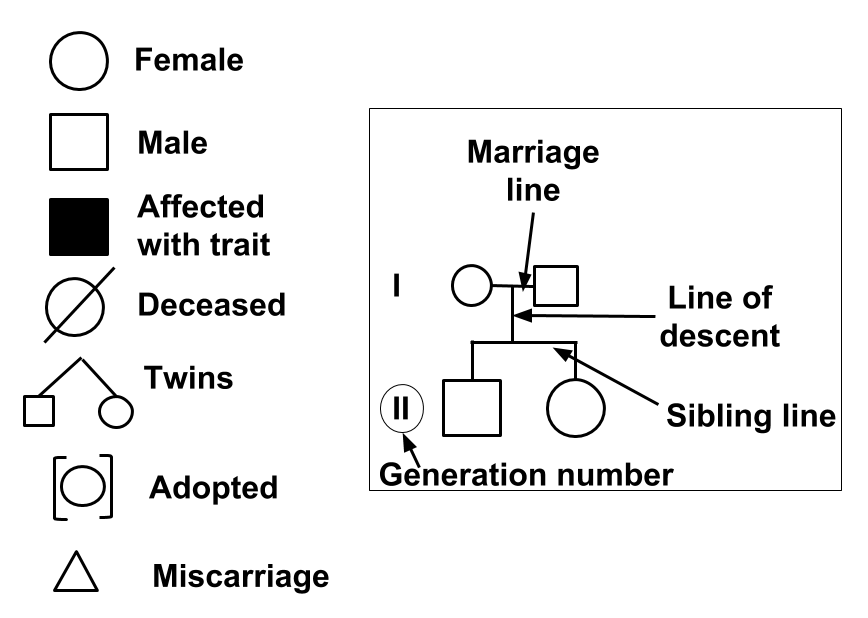 Female
Male
Affected
with trait
Deceased
Twins
Adopted
Miscarriage
Marriage
line
I
Line of
descent
II
Sibling line
Generation number